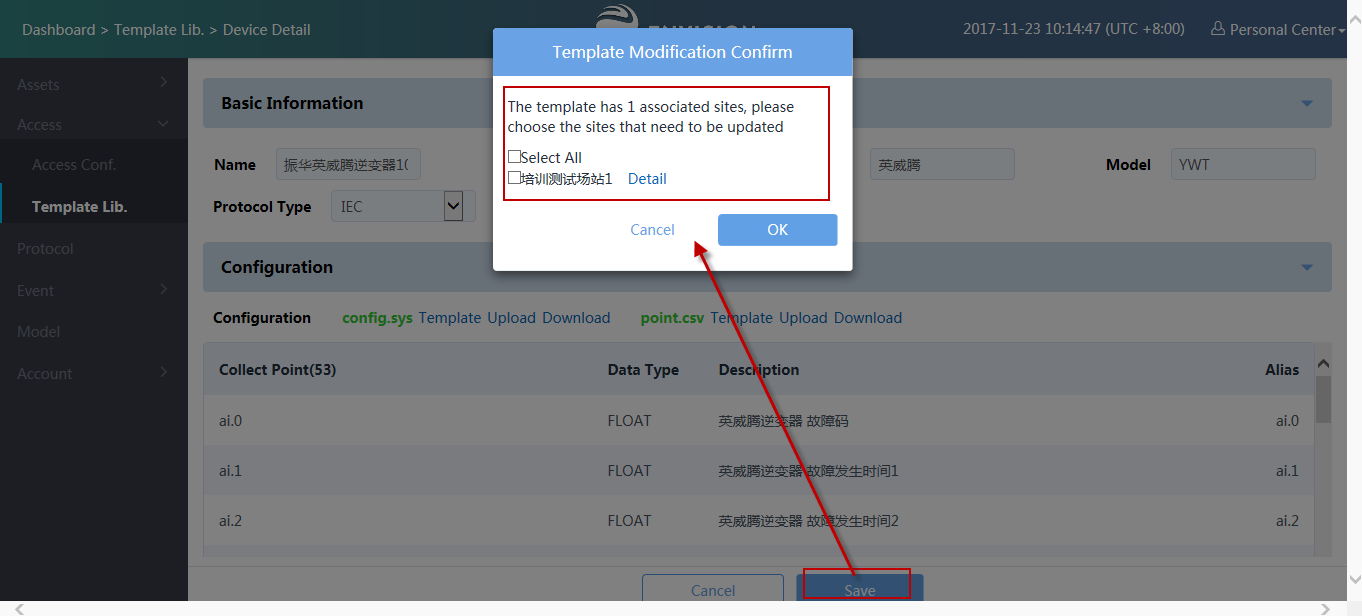 Dashboard > Template Lib. > Device Detail
ENVISION
2017-11-23 10:14:47 (UTC +8:00)
Personal Center
Template Modification Confirm
The template has 1 associated sites, please
choose the sites that need to be updated
Select All
培训测试场站1 Detail
Cancel OK
Assets
Access
Access Conf.
Template Lib.
Protocol
Event
Model
Account
Basic Information
Name 振华英威腾逆变器10 英威腾 Model YWT
Protocol Type IEC
Configuration
Configuration config.sys Template Upload Download point.csv Template Upload Download
Collect Point(53) Data Type Description Alias
ai.0 FLOAT 英威腾逆变器 故障码 ai.0
ai.1 FLOAT 英威腾逆变器 故障发生时间1 ai.1
ai.2 FLOAT 英威腾逆变器 故障发生时间2 ai.2
Cancel Save